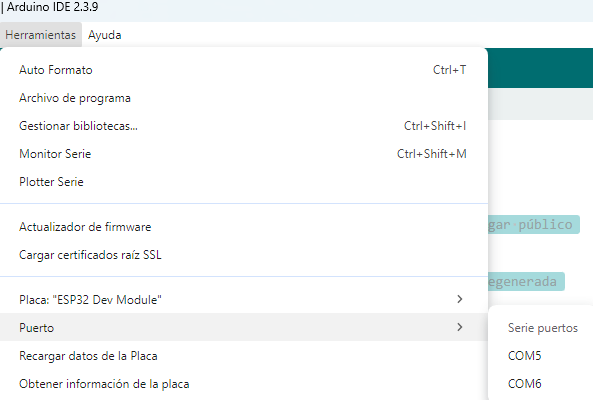 | Arduino IDE 2.3.9
Herramientas Ayuda
Auto Formato Ctrl+T
Archivo de programa
Gestionar bibliotecas... Ctrl+Shift+I
Monitor Serie Ctrl+Shift+M
Plotter Serie
Actualizador de firmware
gar público
Cargar certificados raíz SSL
egenerada
Placa: "ESP32 Dev Module"
Puerto
Serie puertos
Recargar datos de la Placa
COM5
Obtener información de la placa
COM6